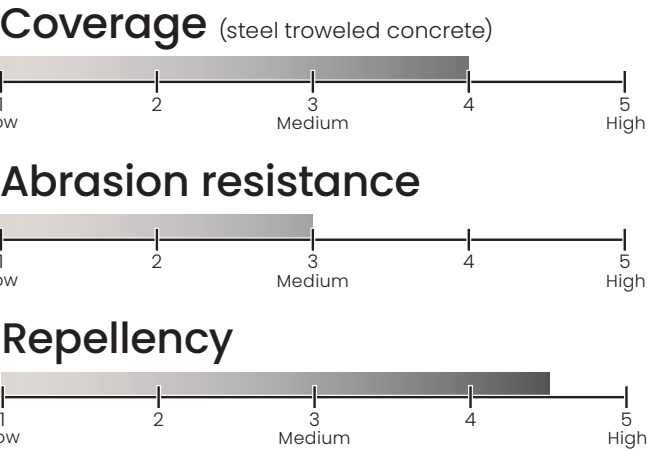 Coverage (steel troweled concrete)
1 2 3 4 5
ow Medium High
Abrasion resistance
1 2 3 4 5
ow Medium High
Repellency
1 2 3 4 5
ow Medium High